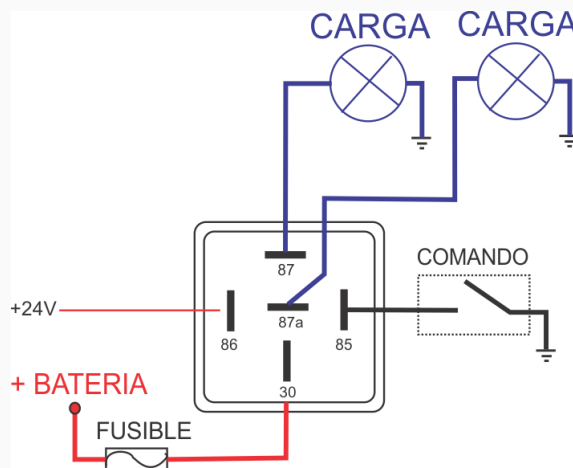 CARGA
CARGA
87
COMANDO
+24V
87a
86
85
30
+ BATERIA
FUSIBLE